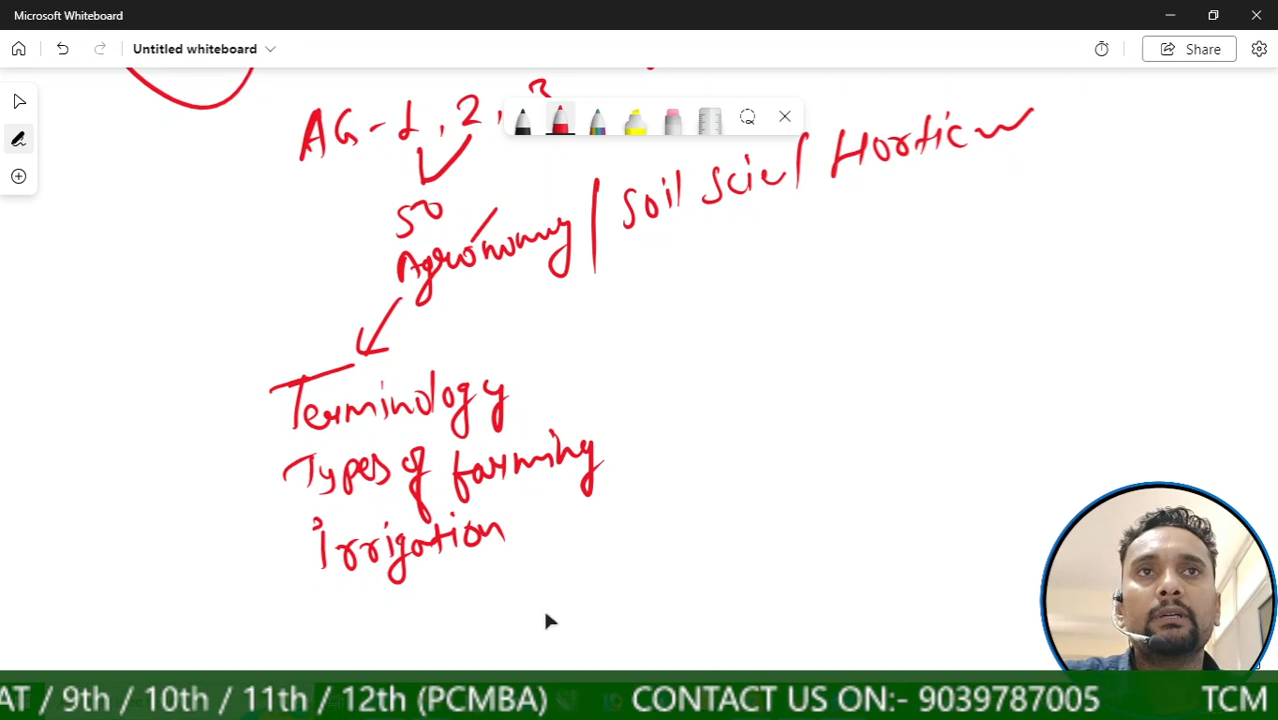 Microsoft Whiteboard
Untitled whiteboard
Share
AG-1, 2,
50
Agronomy / Soil Scie / Horticu
Terminology
Types of farming
Irrigation
AT / 9th / 10th / 11th / 12th (PCMBA) CONTACT US ON:- 9039787005 TCM